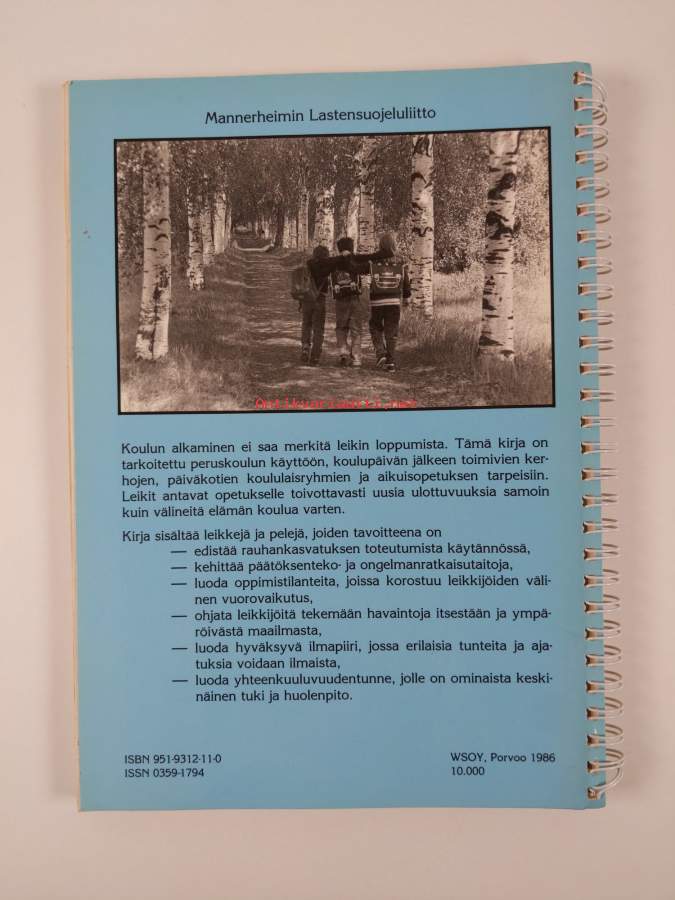 Mannerheimin Lastensuojeluliitto
Antikvariaatti.net
Koulun alkaminen ei saa merkitä leikin loppumista. Tämä kirja on
tarkoitettu peruskoulun käyttöön, koulupäivän jälkeen toimivien ker-
hojen, päiväkotien koululaisryhmien ja aikuisopetuksen tarpeisiin.
Leikit antavat opetukselle toivottavasti uusia ulottuvuuksia samoin
kuin välineitä elämän koulua varten.
Kirja sisältää leikkejä ja pelejä, joiden tavoitteena on
— edistää rauhankasvatuksen toteutumista käytännössä,
— kehittää päätöksenteko- ja ongelmanratkaisutaitoja,
— luoda oppimistilanteita, joissa korostuu leikkijöiden väli-
nen vuorovaikutus,
— ohjata leikkijöitä tekemään havaintoja itsestään ja ympä-
röivästä maailmasta,
— luoda hyväksyvä ilmapiiri, jossa erilaisia tunteita ja aja-
tuksia voidaan ilmaista,
— luoda yhteenkuuluvuudentunne, jolle on ominaista keski-
näinen tuki ja huolenpito.
ISBN 951-9312-11-0
ISSN 0359-1794
WSOY, Porvoo 1986
10.000